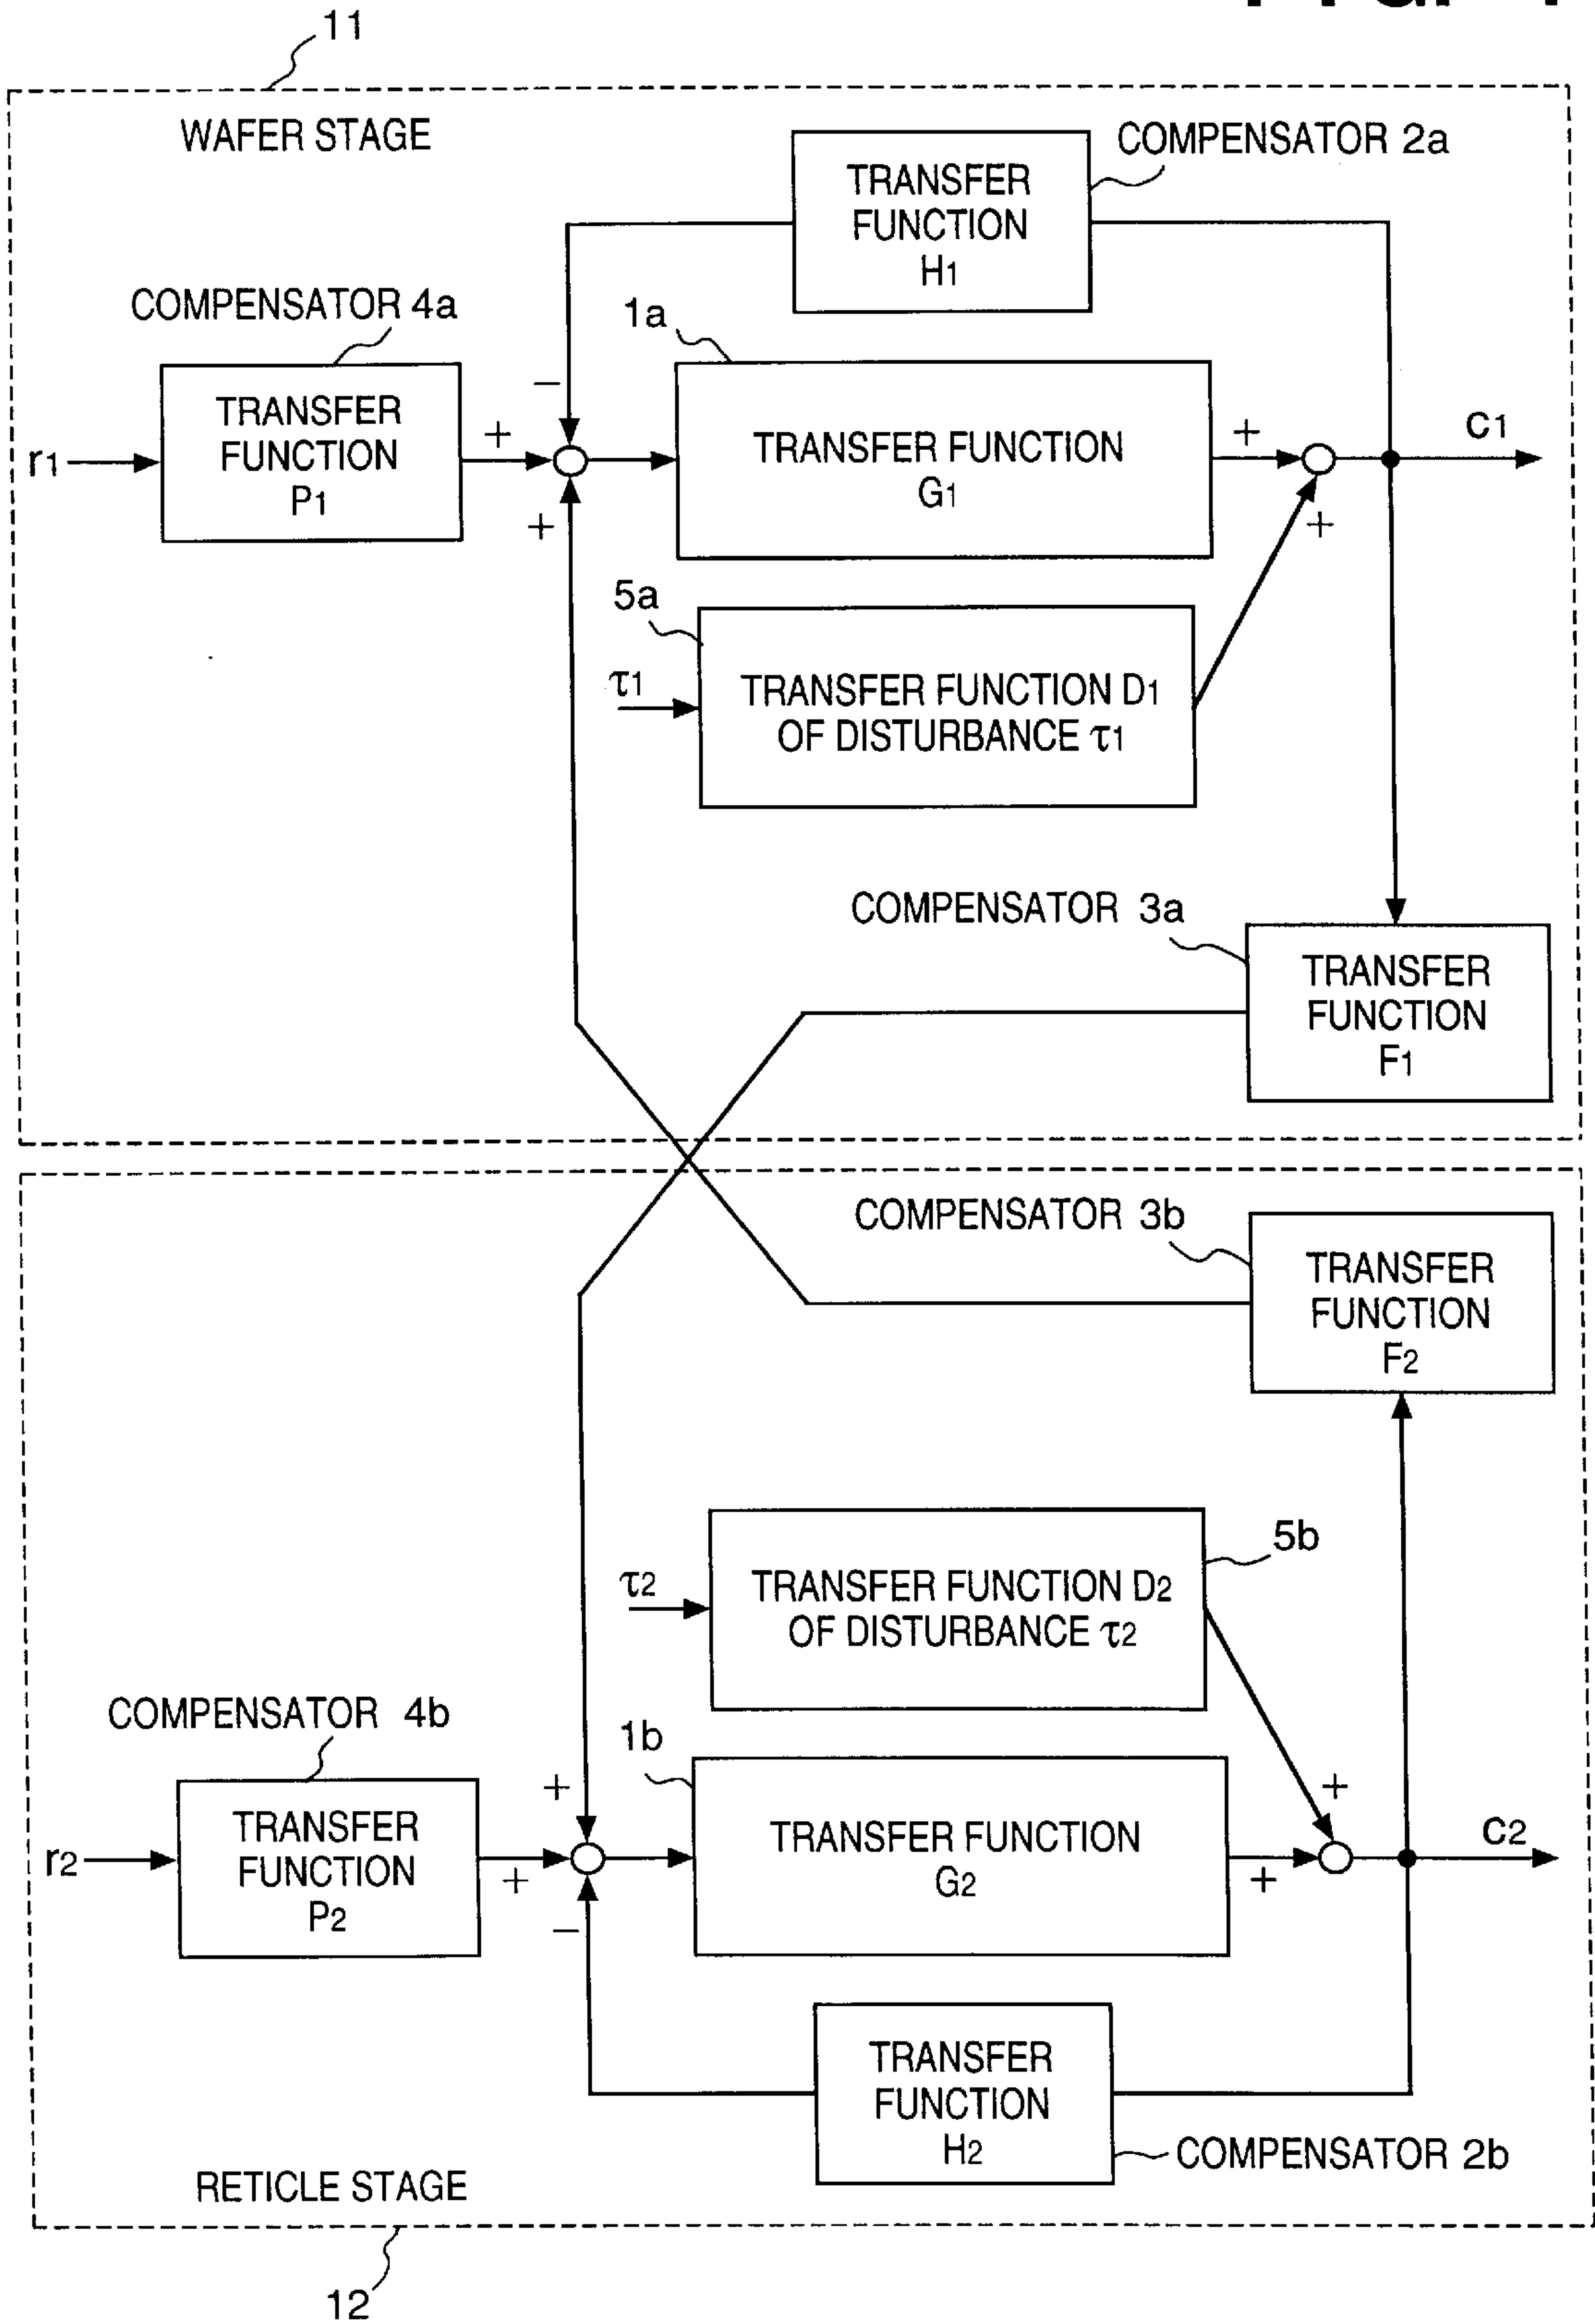 11
WAFER STAGE
COMPENSATOR 2a
TRANSFER
FUNCTION
H1
COMPENSATOR 4a
1a
TRANSFER
FUNCTION
P1
−
+
r1
+
TRANSFER FUNCTION
G1
+
+
C1
5a
τ1
TRANSFER FUNCTION D1
OF DISTURBANCE τ1
COMPENSATOR 3a
TRANSFER
FUNCTION
F1
COMPENSATOR 3b
TRANSFER
FUNCTION
F2
5b
τ2
TRANSFER FUNCTION D2
OF DISTURBANCE τ2
COMPENSATOR 4b
1b
TRANSFER
FUNCTION
P2
+
r2
+
−
TRANSFER FUNCTION
G2
+
+
C2
TRANSFER
FUNCTION
H2
COMPENSATOR 2b
RETICLE STAGE
12